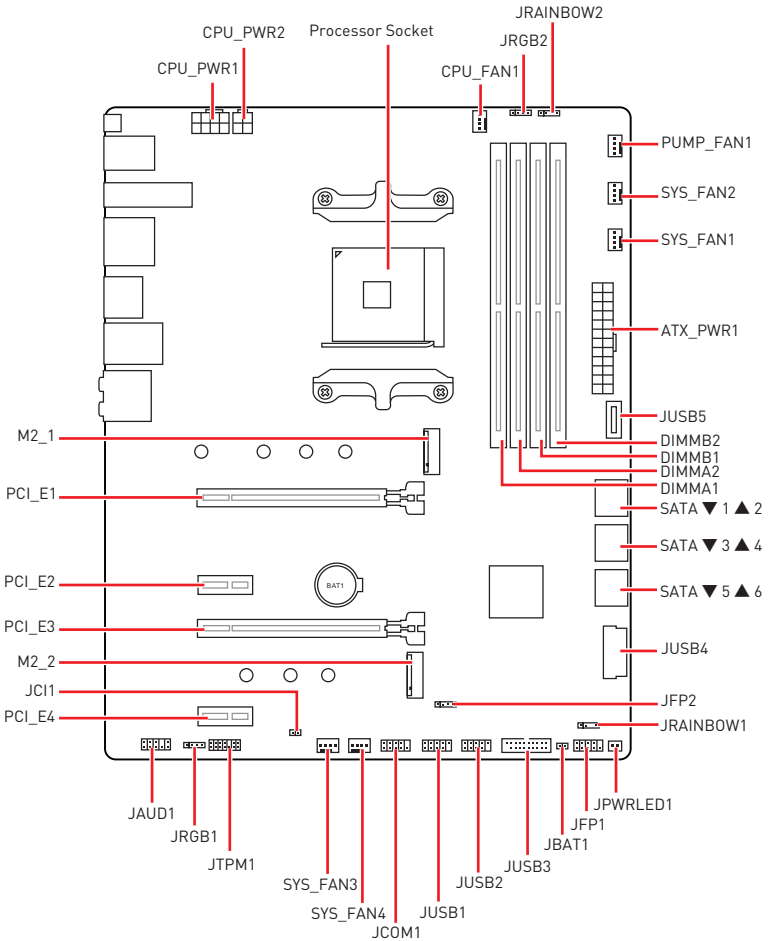 JRAINBOW2
CPU_PWR2
Processor Socket
JRGB2
CPU_PWR1
CPU_FAN1
PUMP_FAN1
SYS_FAN2
SYS_FAN1
ATX_PWR1
JUSB5
M2_1
DIMMB2
DIMMB1
DIMMA2
DIMMA1
PCI_E1
SATA ▼ 1 ▲ 2
SATA ▼ 3 ▲ 4
PCI_E2
BAT1
SATA ▼ 5 ▲ 6
PCI_E3
JUSB4
M2_2
JCI1
JFP2
PCI_E4
JRAINBOW1
JPWRLED1
JAUD1
JFP1
JRGB1
JBAT1
JTPM1
JUSB3
SYS_FAN3
JUSB2
SYS_FAN4
JUSB1
JCOM1